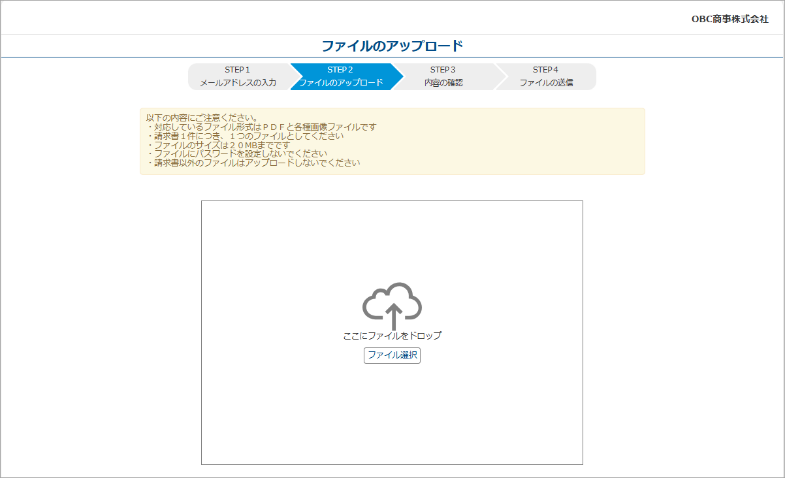 OBC商事株式会社
ファイルのアップロード
STEP１
メールアドレスの入力
STEP２
ファイルのアップロード
STEP３
内容の確認
STEP４
ファイルの送信
以下の内容にご注意ください。
・対応しているファイル形式はＰＤＦと各種画像ファイルです
・請求書１件につき、１つのファイルとしてください
・ファイルのサイズは２０MBまでです
・ファイルにパスワードを設定しないでください
・請求書以外のファイルはアップロードしないでください
ここにファイルをドロップ
ファイル選択